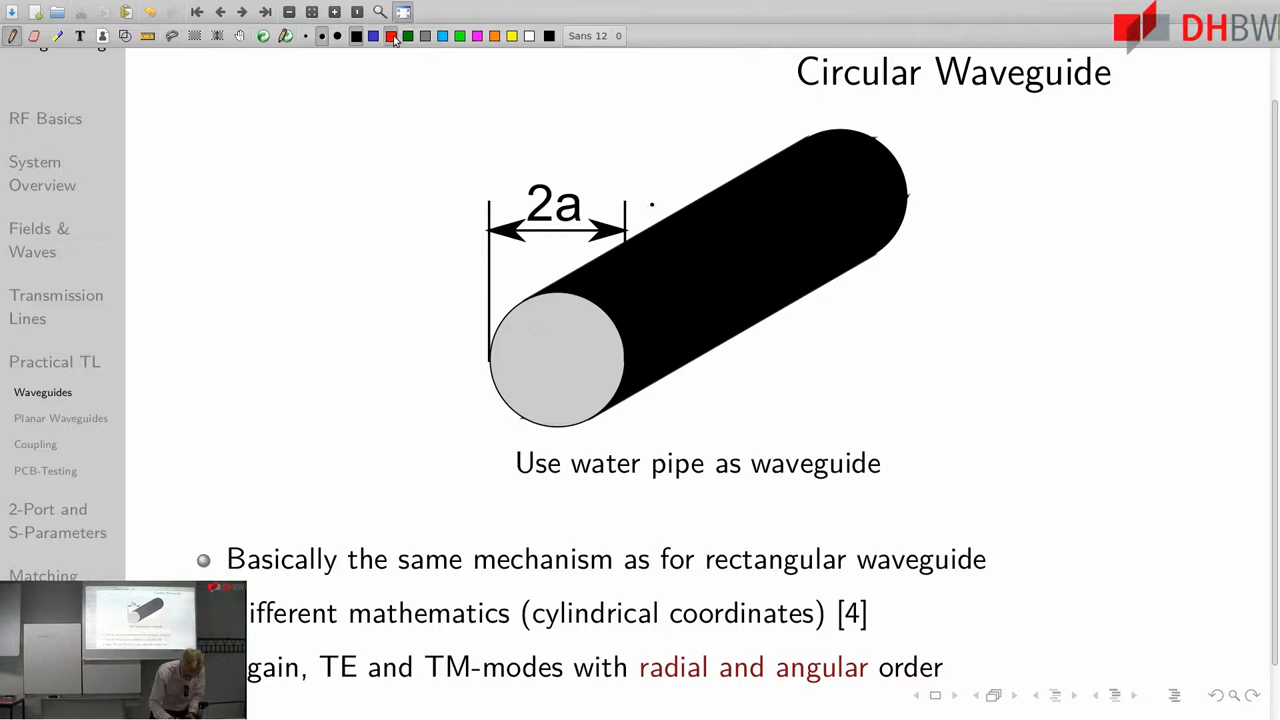 Sans 12 0
DHBW
Circular Waveguide
RF Basics
System
Overview
Fields &
Waves
Transmission
Lines
Practical TL
Waveguides
Planar Waveguides
Coupling
PCB-Testing
2-Port and
S-Parameters
Matching
2a
Use water pipe as waveguide
Basically the same mechanism as for rectangular waveguide
ifferent mathematics (cylindrical coordinates) [4]
gain, TE and TM-modes with radial and angular order